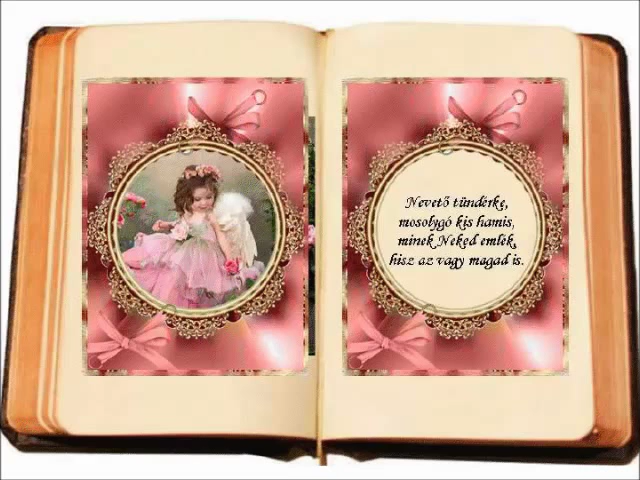 Nevető tündérke,
mosolygó kis hamis,
minek Neked emlék,
hisz az vagy magad is.